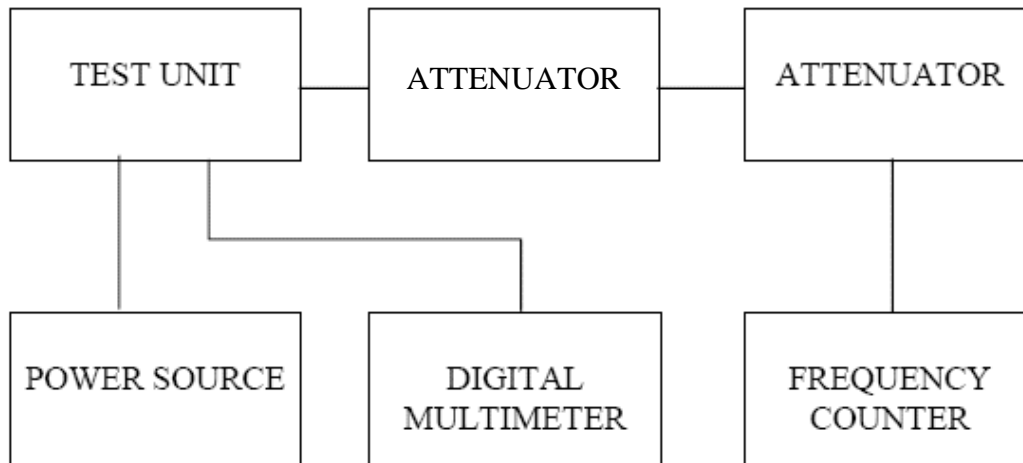 TEST UNIT
ATTENUATOR
ATTENUATOR
POWER SOURCE
DIGITAL
MULTIMETER
FREQUENCY
COUNTER